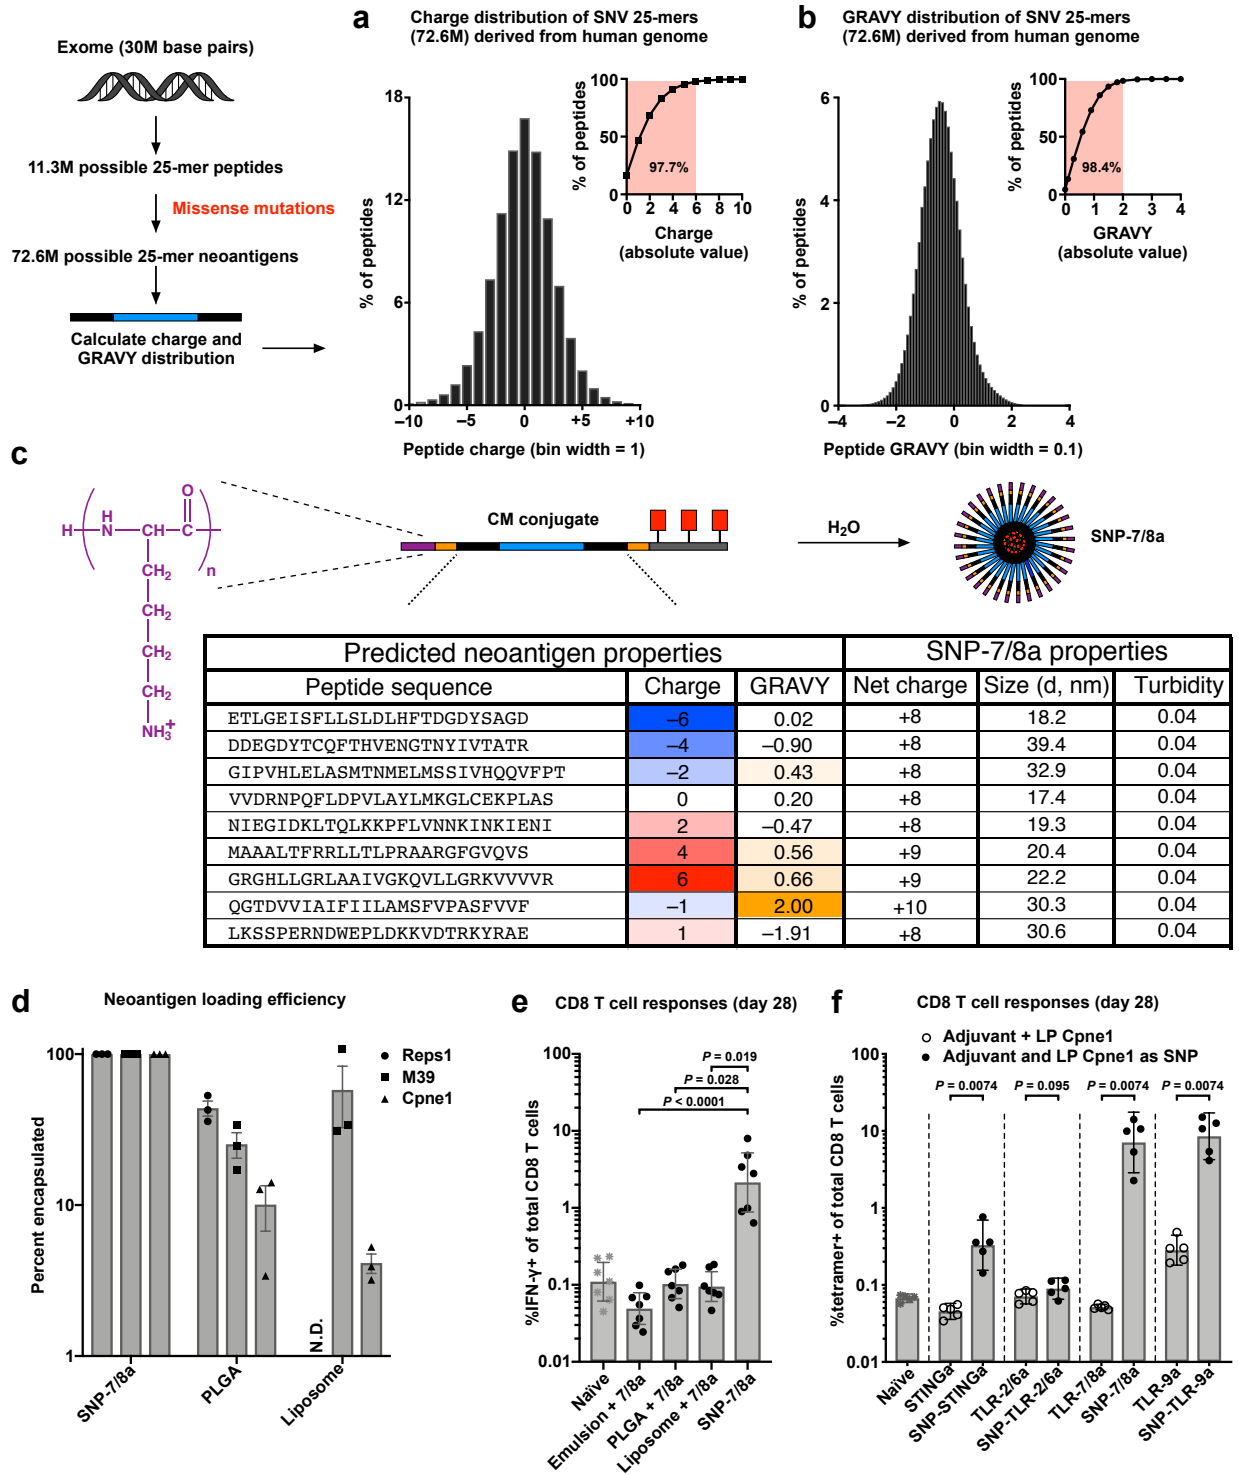 a
Charge distribution of SNV 25-mers
(72.6M) derived from human genome
b
GRAVY distribution of SNV 25-mers
(72.6M) derived from human genome
Exome (30M base pairs)
11.3M possible 25-mer peptides
Missense mutations
72.6M possible 25-mer neoantigens
Calculate charge and
GRAVY distribution
% of peptides
18
12
6
0
–10
–5
0
+5
+10
Peptide charge (bin width = 1)
% of peptides
100
50
0
97.7%
0 2 4 6 8 10
Charge
(absolute value)
% of peptides
6
4
2
0
–4
–2
0
2
4
Peptide GRAVY (bin width = 0.1)
% of peptides
100
50
0
98.4%
0 1 2 3 4
GRAVY
(absolute value)
c
H
N
H
CH
C
O
n
CH2
CH2
CH2
CH2
NH3+
CM conjugate
H2O
SNP-7/8a
Predicted neoantigen properties SNP-7/8a properties
Peptide sequence Charge GRAVY Net charge Size (d, nm) Turbidity
ETLGEISFLLSLDLHFTDGDYSAGD –6 0.02 +8 18.2 0.04
DDEGDYTCQFTHVENGTNYIVTATR –4 –0.90 +8 39.4 0.04
GIPVHLELASMTNMELMSSIVHQQVFPT –2 0.43 +8 32.9 0.04
VVDRNPQFLDPVLAYLMKGLCEKPLAS 0 0.20 +8 17.4 0.04
NIEGIDKLTQLKKPFLVNNKINKIENI 2 –0.47 +8 19.3 0.04
MAAALTFRRLLTLPRAARGFGVQVS 4 0.56 +9 20.4 0.04
GRGHLLGRLAAIVGKQVLLGRKVVVVR 6 0.66 +9 22.2 0.04
QGTDVVIAIFIILAMSFVPASFVVF –1 2.00 +10 30.3 0.04
LKSSPERNDWEPLDKKVDTRKYRAE 1 –1.91 +8 30.6 0.04
d
Neoantigen loading efficiency
Percent encapsulated
100
10
1
Reps1
M39
Cpne1
N.D.
SNP-7/8a
PLGA
Liposome
e
CD8 T cell responses (day 28)
%IFN-γ+ of total CD8 T cells
100
10
1
0.1
0.01
P = 0.019
P = 0.028
P < 0.0001
Naïve
Emulsion + 7/8a
PLGA + 7/8a
Liposome + 7/8a
SNP-7/8a
f
CD8 T cell responses (day 28)
Adjuvant + LP Cpne1
Adjuvant and LP Cpne1 as SNP
%tetramer+ of total CD8 T cells
100
10
1
0.1
0.01
P = 0.0074
P = 0.095
P = 0.0074
P = 0.0074
Naïve
STINGa
SNP-STINGa
TLR-2/6a
SNP-TLR-2/6a
TLR-7/8a
SNP-7/8a
TLR-9a
SNP-TLR-9a